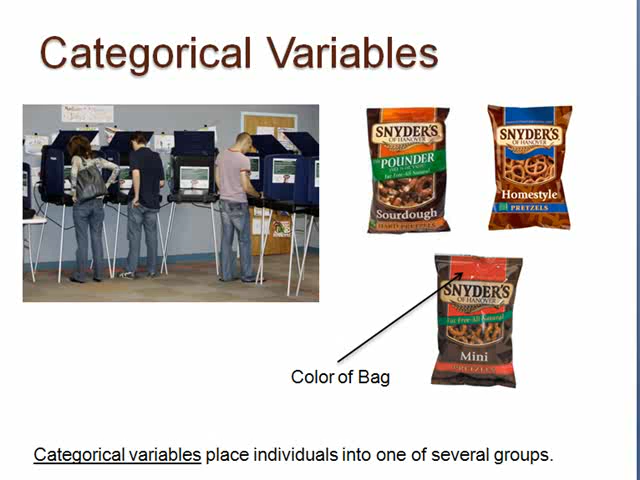 Categorical Variables
SNYDER'S
OF HANOVER
POUNDER
Fat Free-All Natural
Sourdough
HARD PRETZELS
SNYDER'S
OF HANOVER
Homestyle
PRETZELS
SNYDER'S
OF HANOVER
Fat Free-All Natural
Mini
PRETZELS
Color of Bag
Categorical variables place individuals into one of several groups.